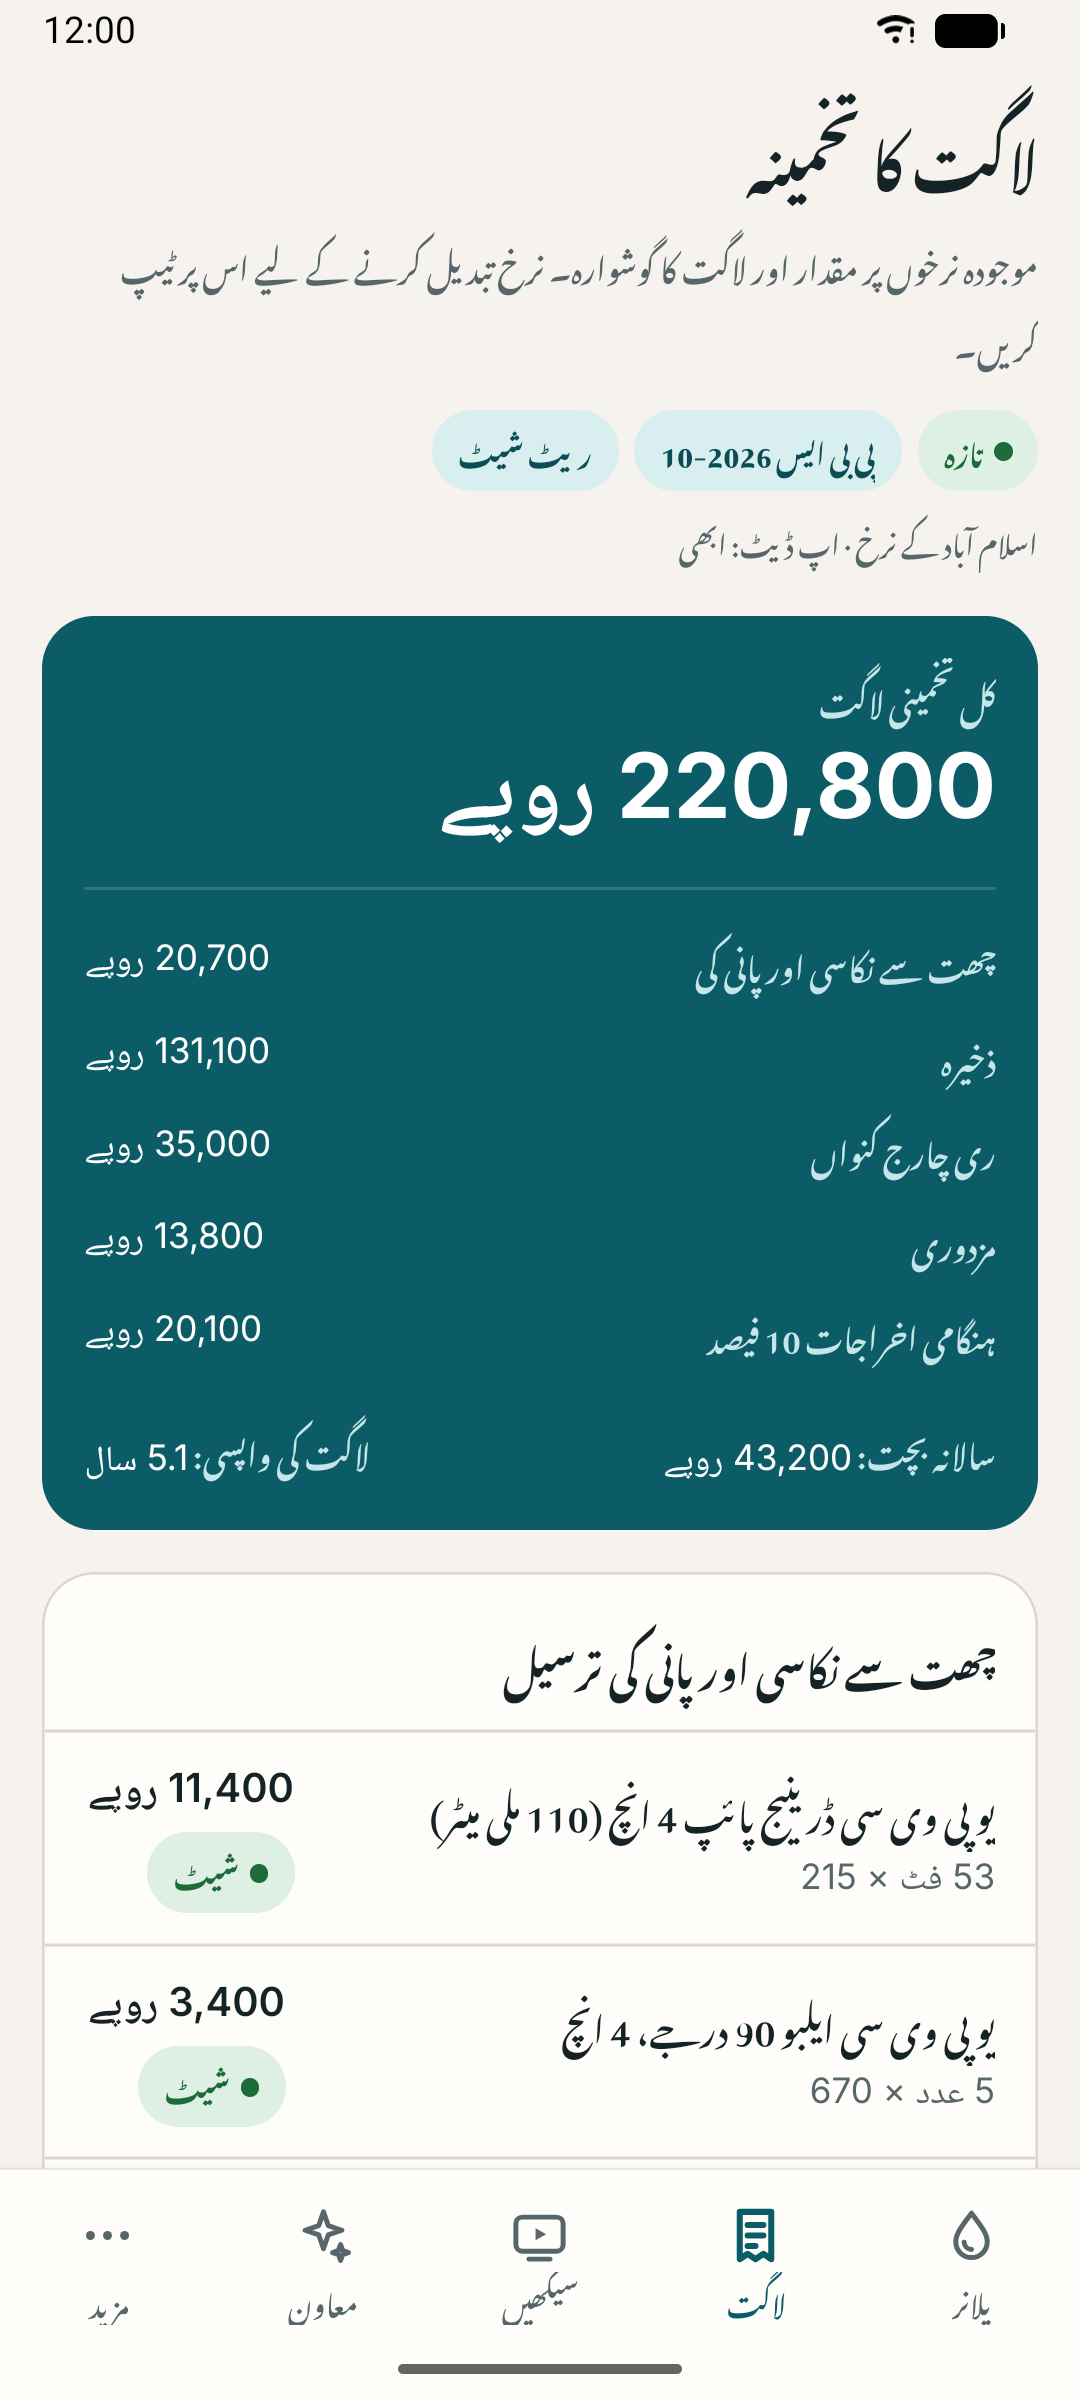 12:00
لاگت کا تخمینہ
موجودہ نرخوں پر مقدار اور لاگت کا گوشوارہ۔ نرخ تبدیل کرنے کے لیے اس پر ٹیپ
کریں۔
تازہ
پی بی ایس 2026-10
ریٹ شیٹ
اسلام آباد کے نرخ · اپ ڈیٹ: ابھی
کل تخمینی لاگت
220,800 روپے
چھت سے نکاسی اور پانی کی
20,700 روپے
ذخیرہ
131,100 روپے
ری چارج کنواں
35,000 روپے
مزدوری
13,800 روپے
ہنگامی اخراجات 10 فیصد
20,100 روپے
سالانہ بچت: 43,200 روپے
لاگت کی واپسی: 5.1 سال
چھت سے نکاسی اور پانی کی ترسیل
یو پی وی سی ڈرینیج پائپ 4 انچ (110 ملی میٹر)
11,400 روپے
53 فٹ × 215
شیٹ
یو پی وی سی ایلبو 90 درجے، 4 انچ
3,400 روپے
5 عدد × 670
شیٹ
پلانر
لاگت
سیکھیں
معاون
مزید